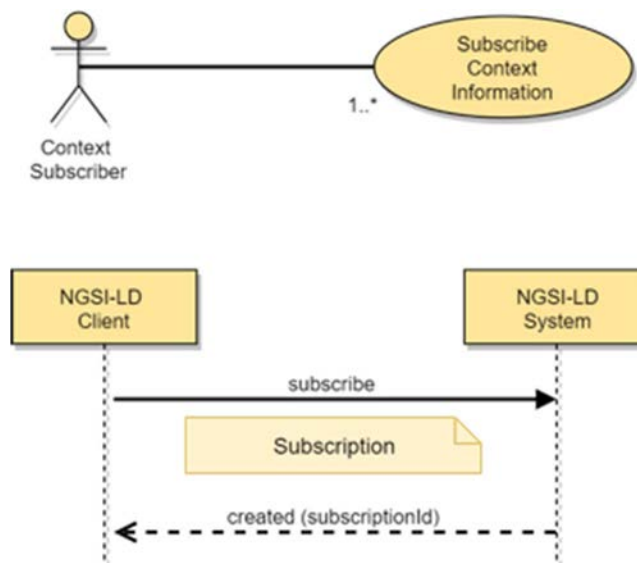 Subscribe
Context
Information
1..*
Context
Subscriber
NGSI-LD
Client
NGSI-LD
System
subscribe
Subscription
created (subscriptionId)